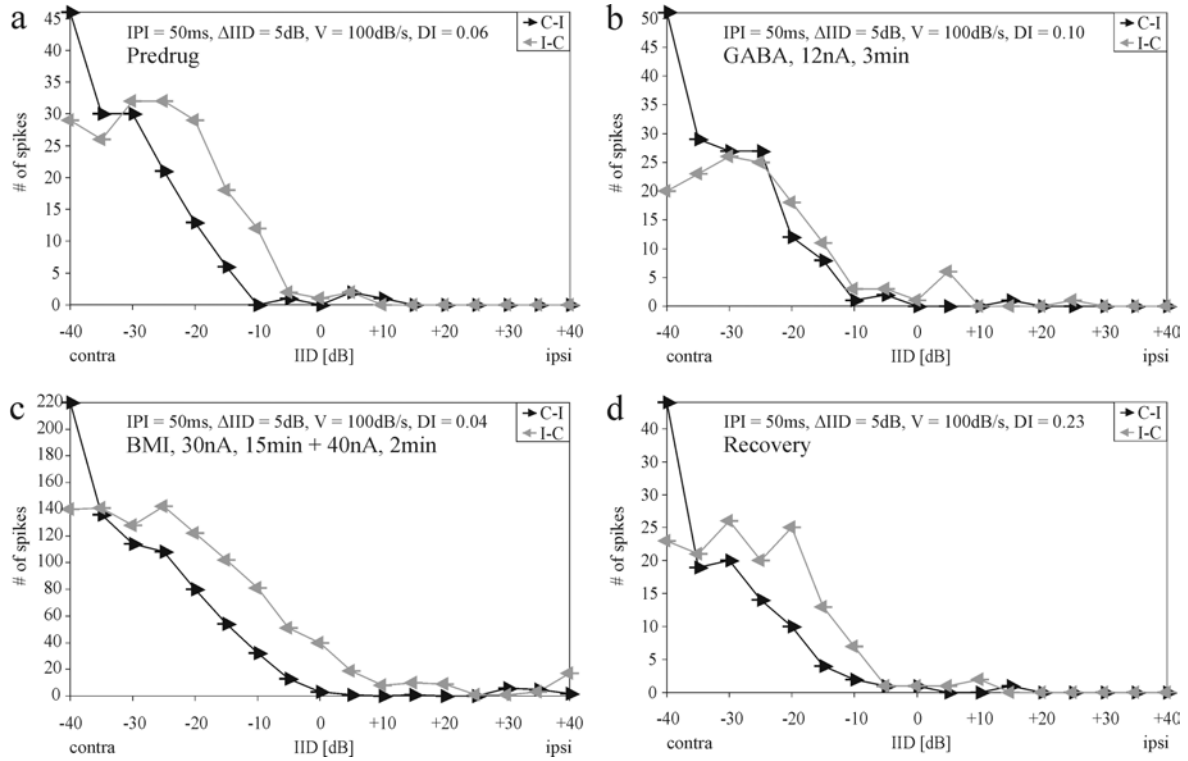 a
IPI = 50ms, ΔIID = 5dB, V = 100dB/s, DI = 0.06
Predrug
C-I
I-C
# of spikes
45
40
35
30
25
20
15
10
5
0
-40 -30 -20 -10 0 +10 +20 +30 +40
contra IID [dB] ipsi
b
IPI = 50ms, ΔIID = 5dB, V = 100dB/s, DI = 0.10
GABA, 12nA, 3min
C-I
I-C
# of spikes
50
45
40
35
30
25
20
15
10
5
0
-40 -30 -20 -10 0 +10 +20 +30 +40
contra IID [dB] ipsi
c
IPI = 50ms, ΔIID = 5dB, V = 100dB/s, DI = 0.04
BMI, 30nA, 15min + 40nA, 2min
C-I
I-C
# of spikes
220
200
180
160
140
120
100
80
60
40
20
0
-40 -30 -20 -10 0 +10 +20 +30 +40
contra IID [dB] ipsi
d
IPI = 50ms, ΔIID = 5dB, V = 100dB/s, DI = 0.23
Recovery
C-I
I-C
# of spikes
40
34
30
25
20
14
10
4
0
-40 -30 -20 -10 0 +10 +20 +30 +40
contra IID [dB] ipsi